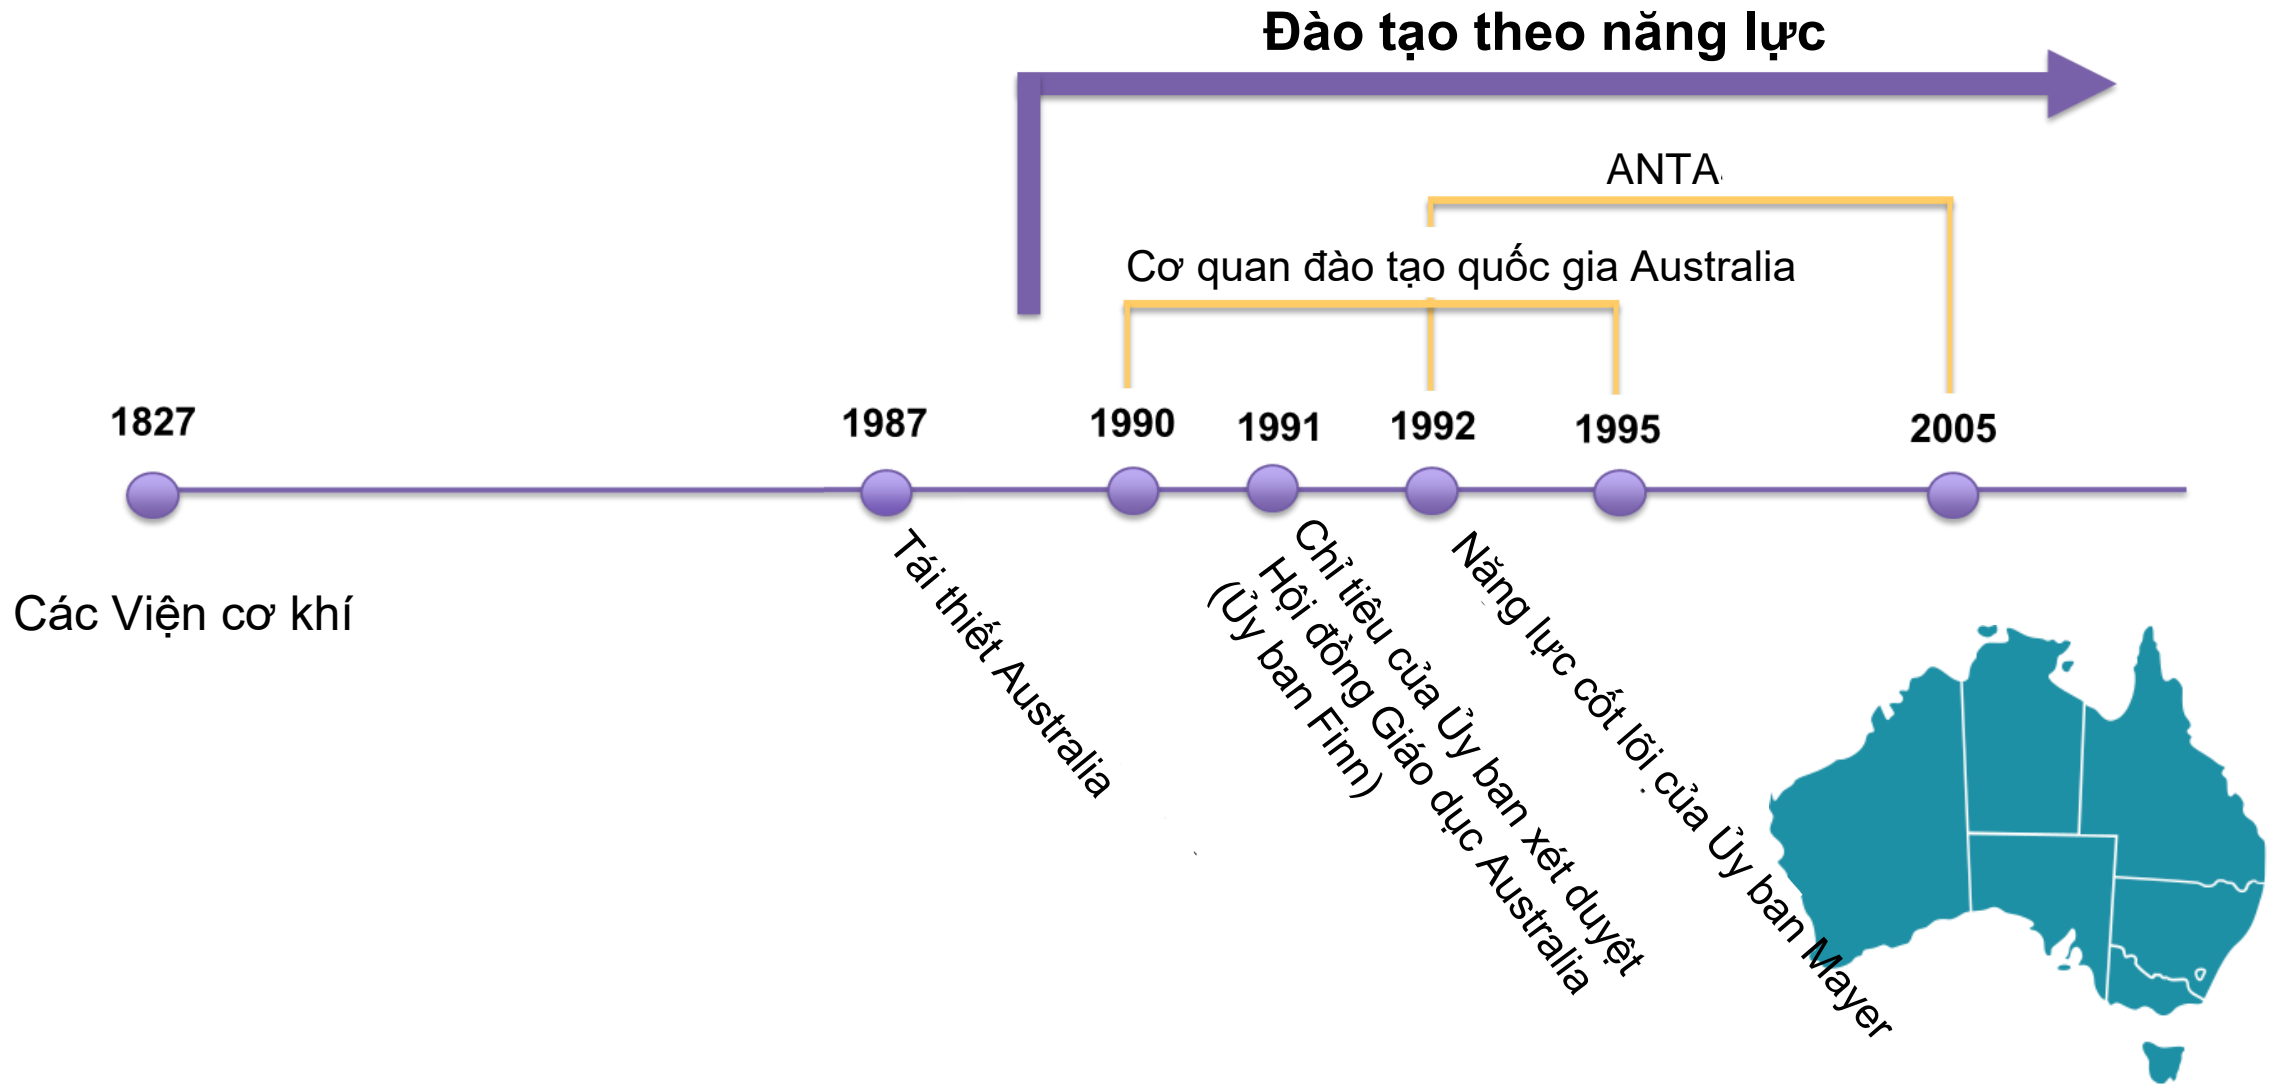 Đào tạo theo năng lực
ANTA
Cơ quan đào tạo quốc gia Australia
1827
1987
1990
1991
1992
1995
2005
Các Viện cơ khí
Tái thiết Australia
Chỉ tiêu của Ủy ban xét duyệt
Hội đồng Giáo dục Australia
(Ủy ban Finn)
Năng lực cốt lõi của Ủy ban Mayer